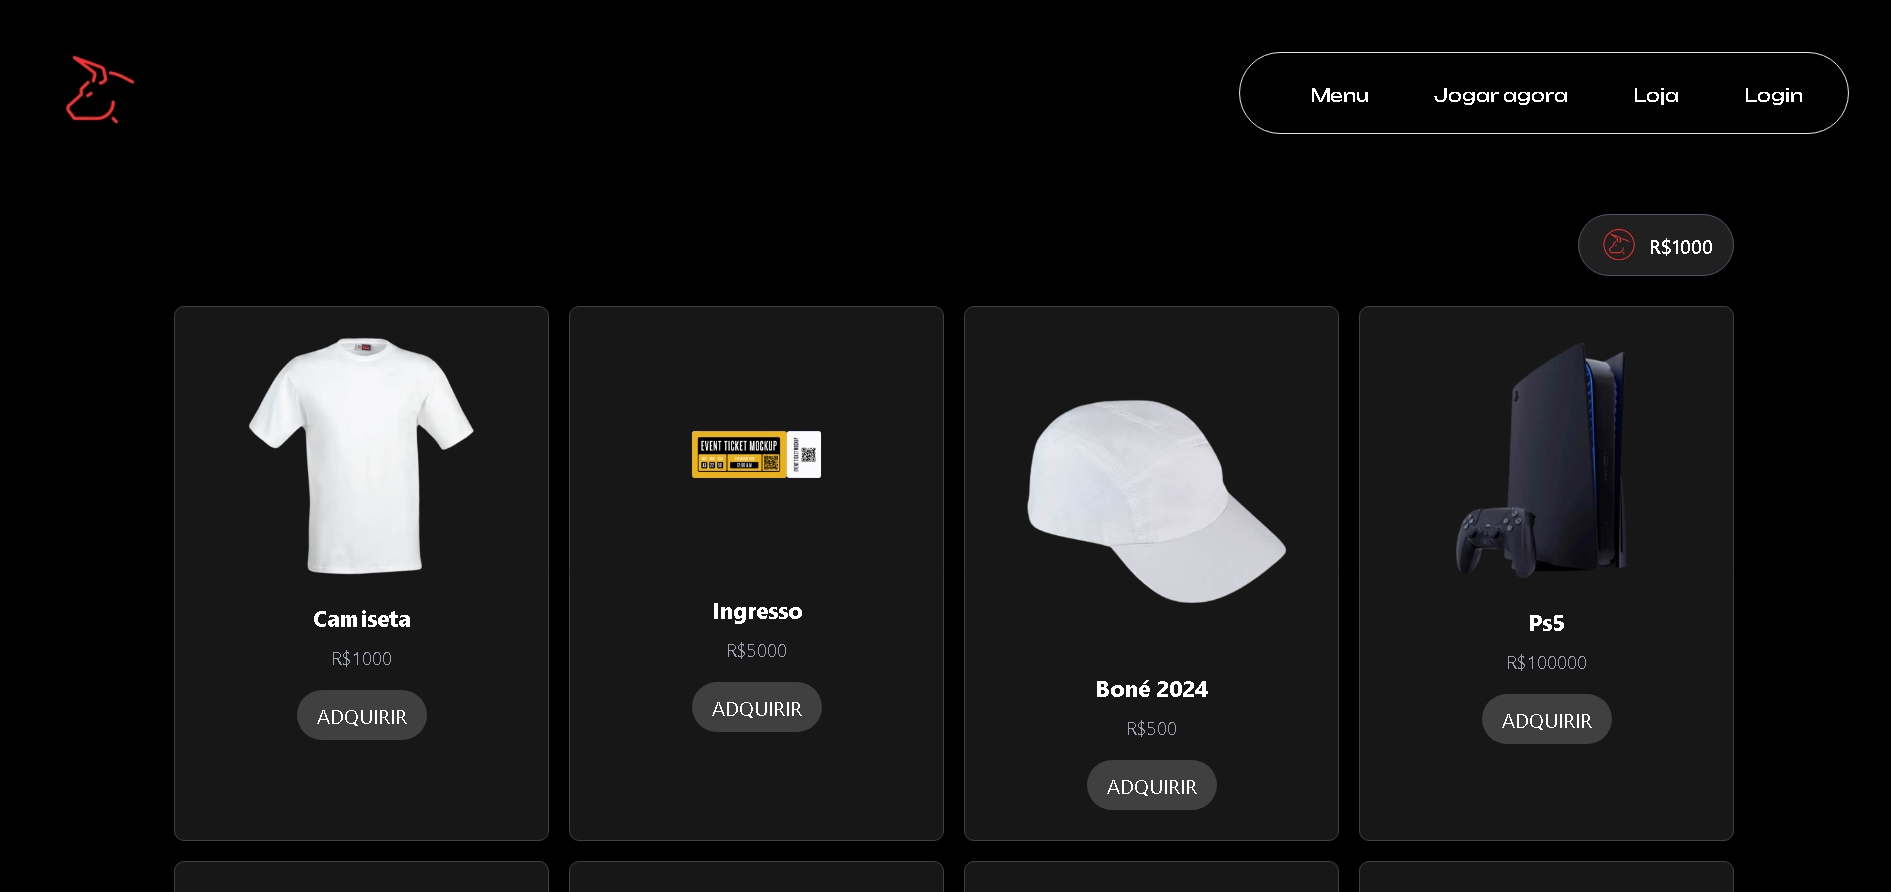 Menu Jogar agora Loja Login
R$1000
EVENT TICKET MOCKUP
Camiseta
R$1000
ADQUIRIR
Ingresso
R$5000
ADQUIRIR
Boné 2024
R$500
ADQUIRIR
Ps5
R$100000
ADQUIRIR